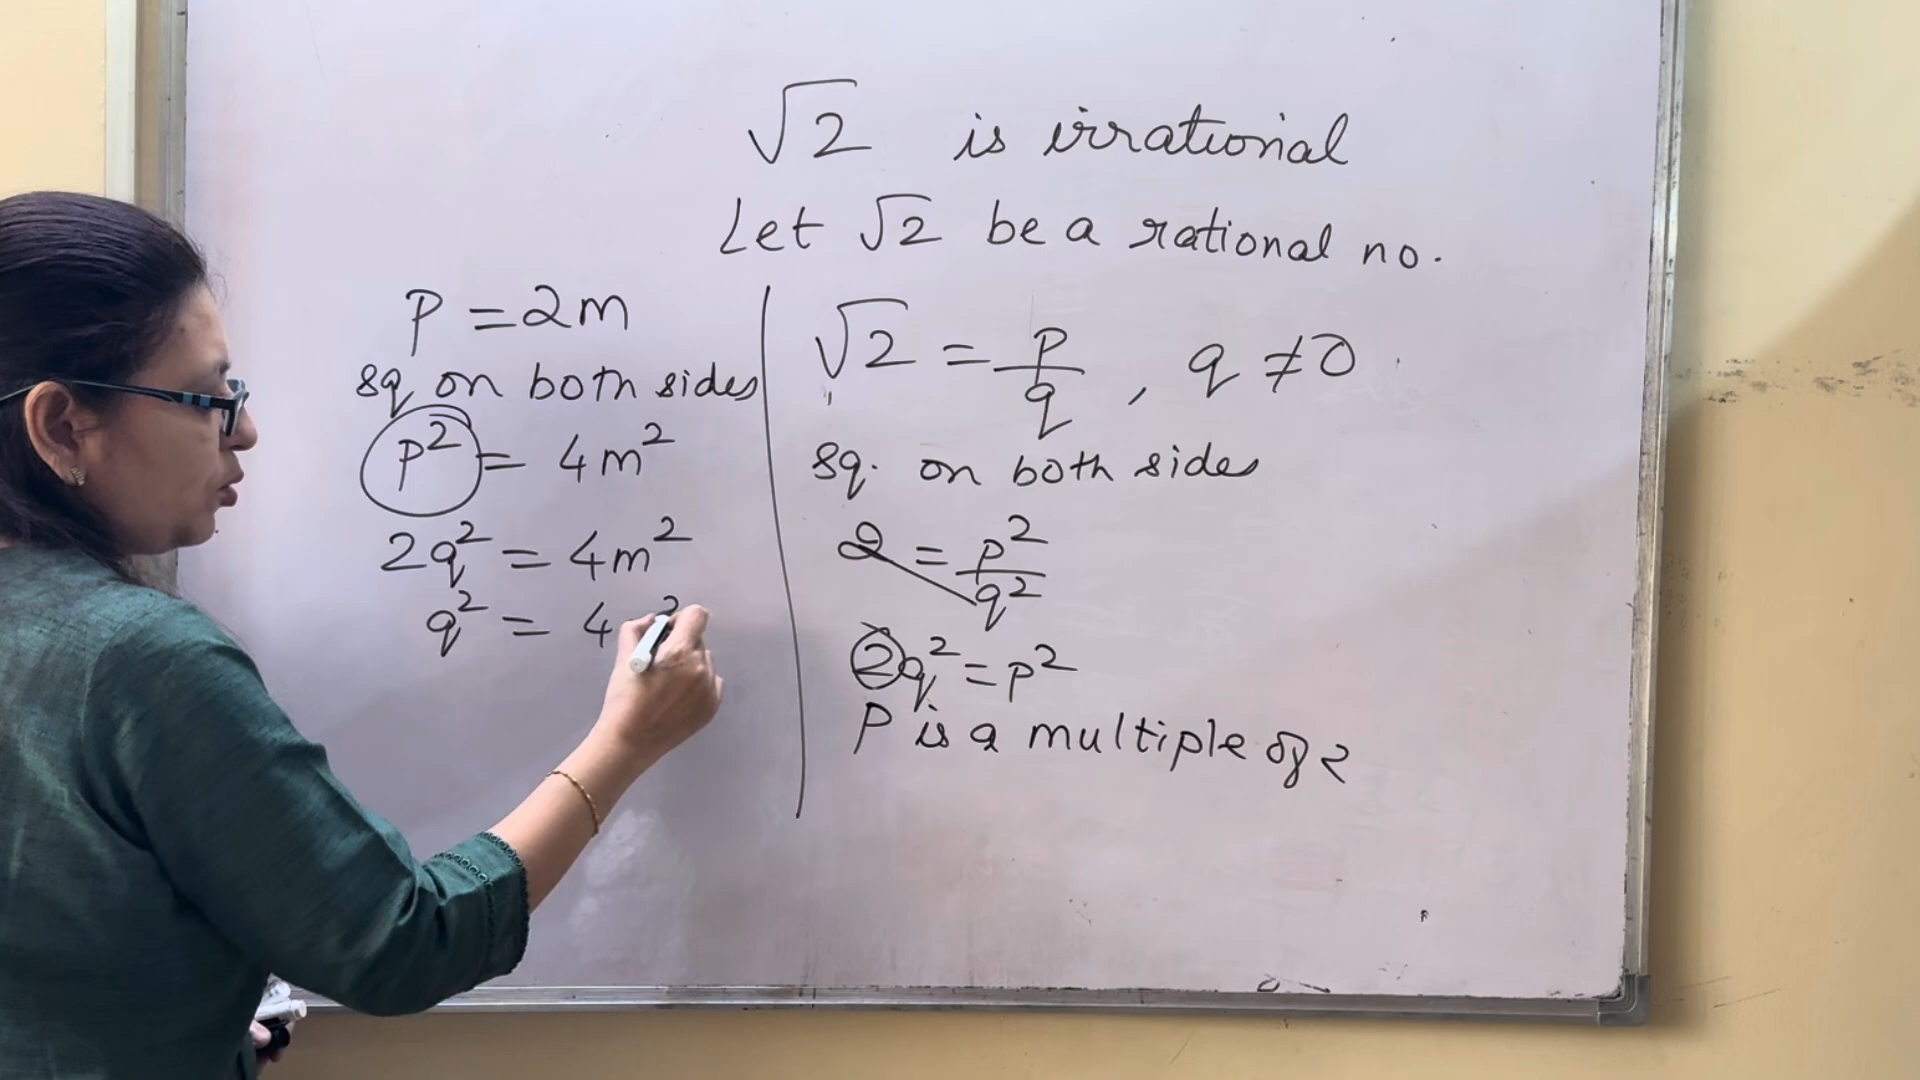 √2 is irrational
Let √2 be a rational no.
√2 = p/q , q ≠ 0
sq. on both sides
2 = p²/q²
2q² = p²
P is a multiple of 2
P = 2m
sq on both sides
p² = 4m²
2q² = 4m²
q² = 4